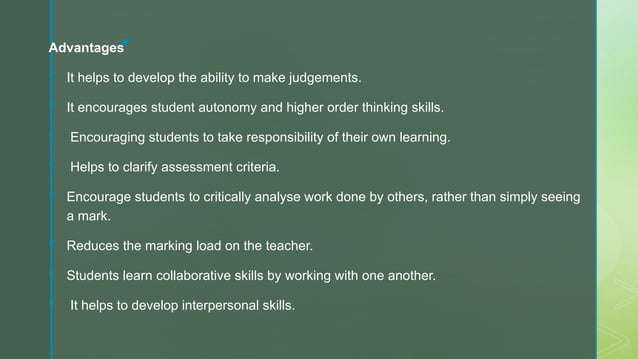 Advantages
It helps to develop the ability to make judgements.
It encourages student autonomy and higher order thinking skills.
Encouraging students to take responsibility of their own learning.
Helps to clarify assessment criteria.
Encourage students to critically analyse work done by others, rather than simply seeing
a mark.
Reduces the marking load on the teacher.
Students learn collaborative skills by working with one another.
It helps to develop interpersonal skills.